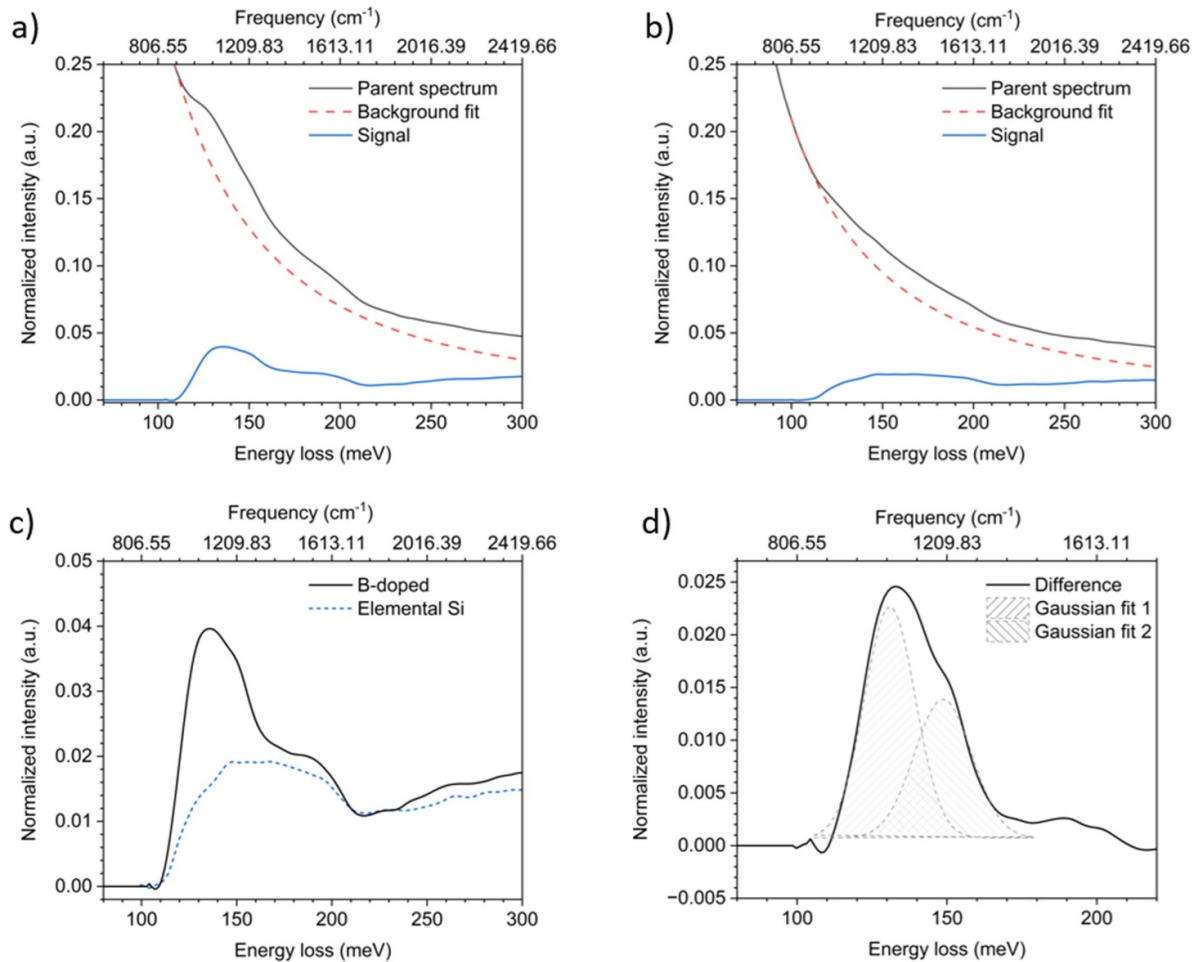 a)
Frequency (cm⁻¹)
806.55 1209.83 1613.11 2016.39 2419.66
0.25
0.20
0.15
0.10
0.05
0.00
Normalized intensity (a.u.)
Parent spectrum
Background fit
Signal
100 150 200 250 300
Energy loss (meV)
b)
Frequency (cm⁻¹)
806.55 1209.83 1613.11 2016.39 2419.66
0.25
0.20
0.15
0.10
0.05
0.00
Normalized intensity (a.u.)
Parent spectrum
Background fit
Signal
100 150 200 250 300
Energy loss (meV)
c)
Frequency (cm⁻¹)
806.55 1209.83 1613.11 2016.39 2419.66
0.05
0.04
0.03
0.02
0.01
0.00
Normalized intensity (a.u.)
B-doped
Elemental Si
100 150 200 250 300
Energy loss (meV)
d)
Frequency (cm⁻¹)
806.55 1209.83 1613.11
0.025
0.020
0.015
0.010
0.005
0.000
−0.005
Normalized intensity (a.u.)
Difference
Gaussian fit 1
Gaussian fit 2
100 150 200
Energy loss (meV)